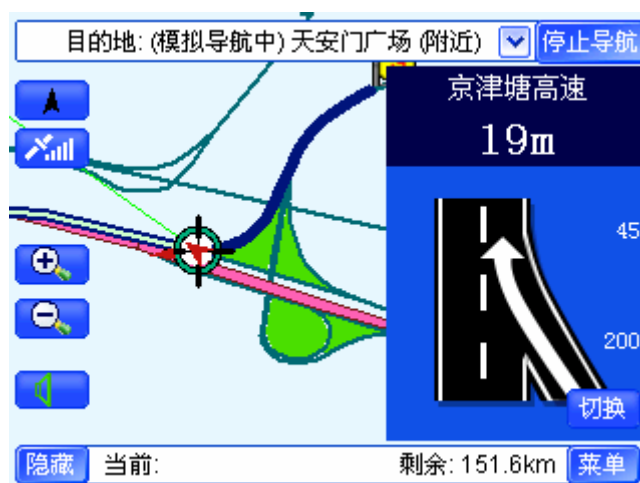 目的地: (模拟导航中) 天安门广场 (附近)
停止导航
京津塘高速
19m
45
200
切换
隐藏
当前:
剩余: 151.6km
菜单